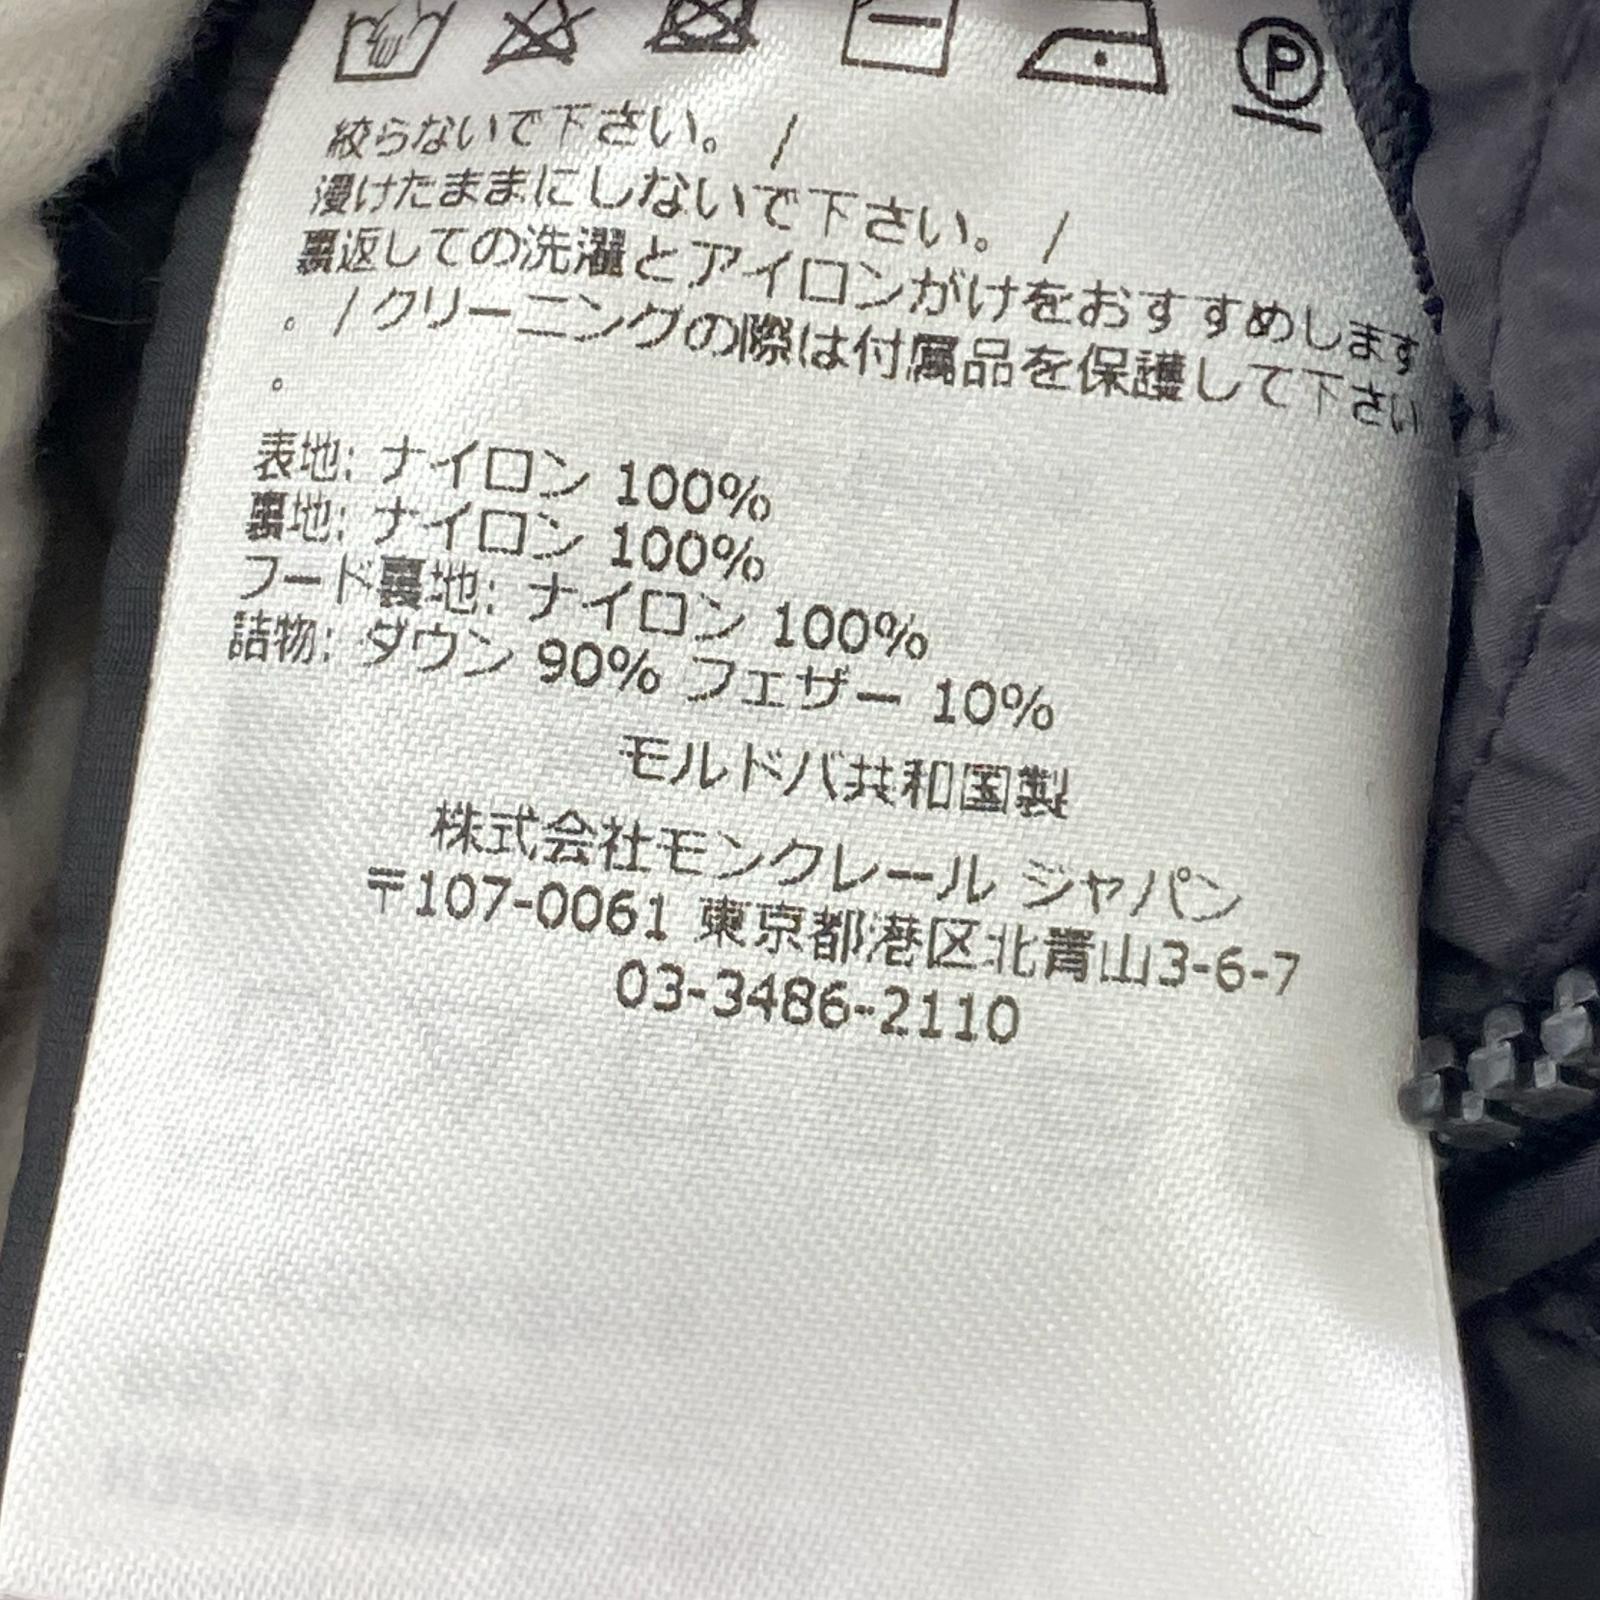 P
絞らないで下さい。 /
浸けたままにしないで下さい。 /
裏返しての洗濯とアイロンがけをおすすめします
。 / クリーニングの際は付属品を保護して下さい
。
表地: ナイロン 100%
裏地: ナイロン 100%
フード裏地: ナイロン 100%
詰物: ダウン 90% フェザー 10%
モルドバ共和国製
株式会社モンクレール ジャパン
〒107-0061 東京都港区北青山3-6-7
03-3486-2110